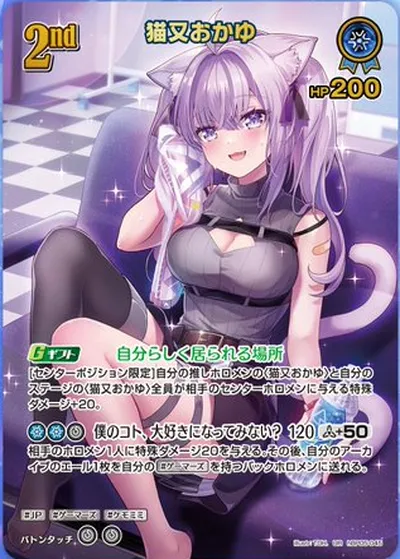 2nd
猫又おかゆ
HP200
Gギフト 自分らしく居られる場所
[センターポジション限定]自分の推しホロメンの〈猫又おかゆ〉と自分の
ステージの〈猫又おかゆ〉全員が相手のセンターホロメンに与える特殊
ダメージ+20。
僕のコト、大好きになってみない? 120 +50
相手のホロメン1人に特殊ダメージ20を与える。その後、自分のアー
カイブのエール1枚を自分の#ゲーマーズを持つバックホロメンに送れる。
#JP #ゲーマーズ #ケモミミ
バトンタッチ
UR